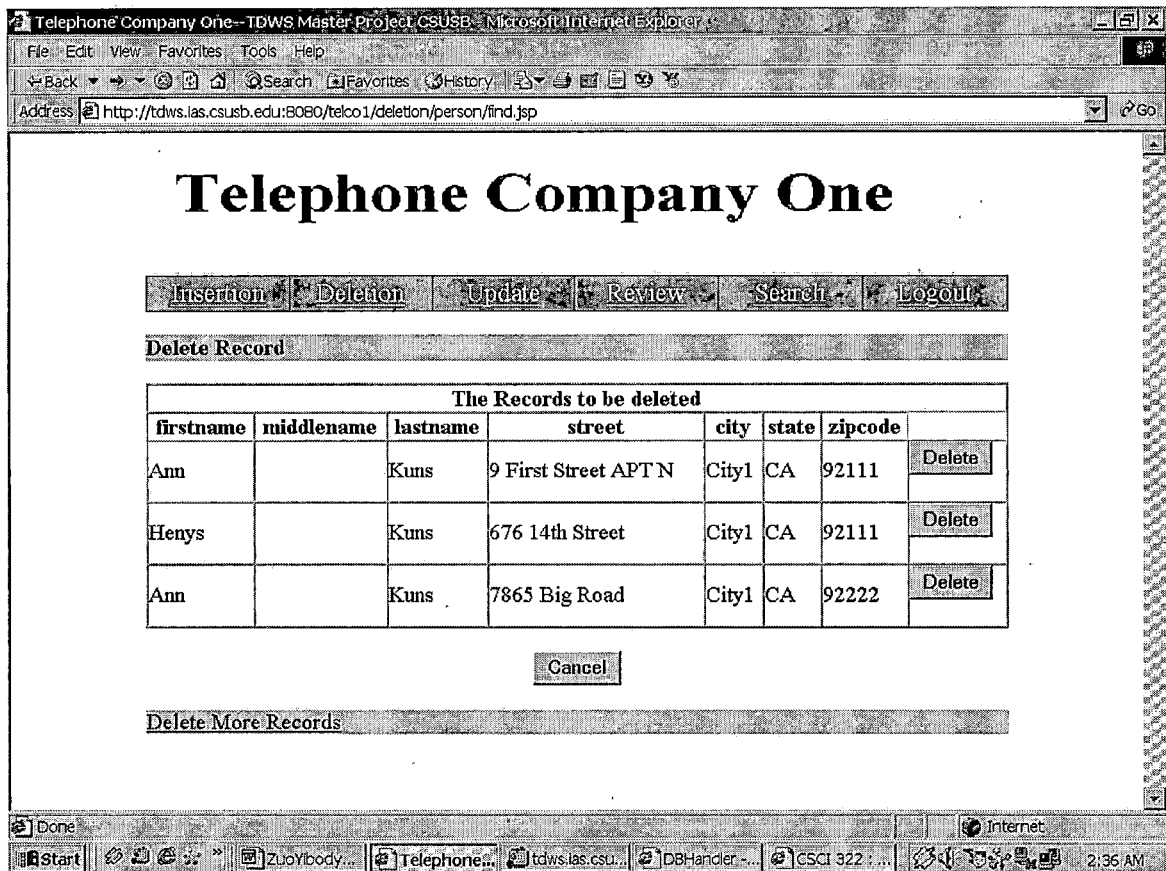 Telephone Company One--TDWS Master Project CSUSB - Microsoft Internet Explorer
File Edit View Favorites Tools Help
Back Search Favorites History
Address http://tdws.ias.csusb.edu:8080/telco1/deletion/person/find.jsp Go
Telephone Company One
Insertion Deletion Update Review Search Logout
Delete Record
The Records to be deleted
firstname middlename lastname street city state zipcode
Ann Kuns 9 First Street APT N City1 CA 92111 Delete
Henys Kuns 676 14th Street City1 CA 92111 Delete
Ann Kuns 7865 Big Road City1 CA 92222 Delete
Cancel
Delete More Records
Done Internet
Start » ZuoYibody... Telephone... tdws.ias.csu... DBHandler -... CSCI 322 : ... 2:36 AM